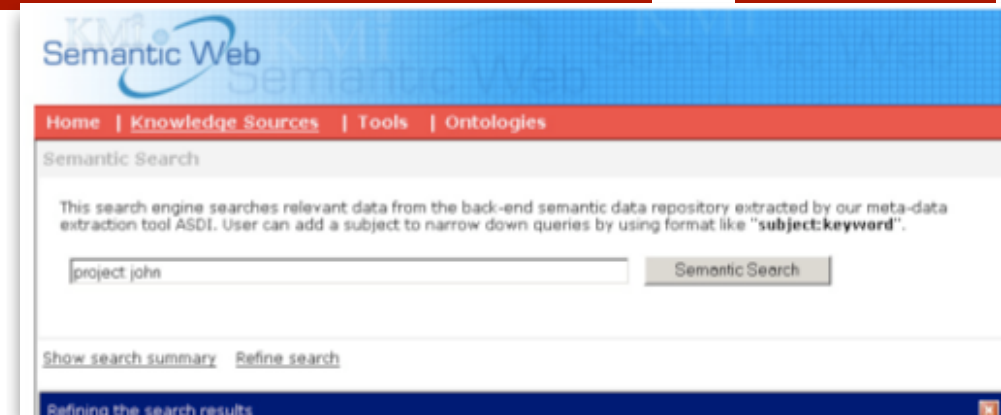 KMi
Semantic Web
Semantic Web
Home | Knowledge Sources | Tools | Ontologies
Semantic Search
This search engine searches relevant data from the back-end semantic data repository extracted by our meta-data
extraction tool ASDI. User can add a subject to narrow down queries by using format like "subject:keyword".
project john
Semantic Search
Show search summary Refine search
Refining the search results